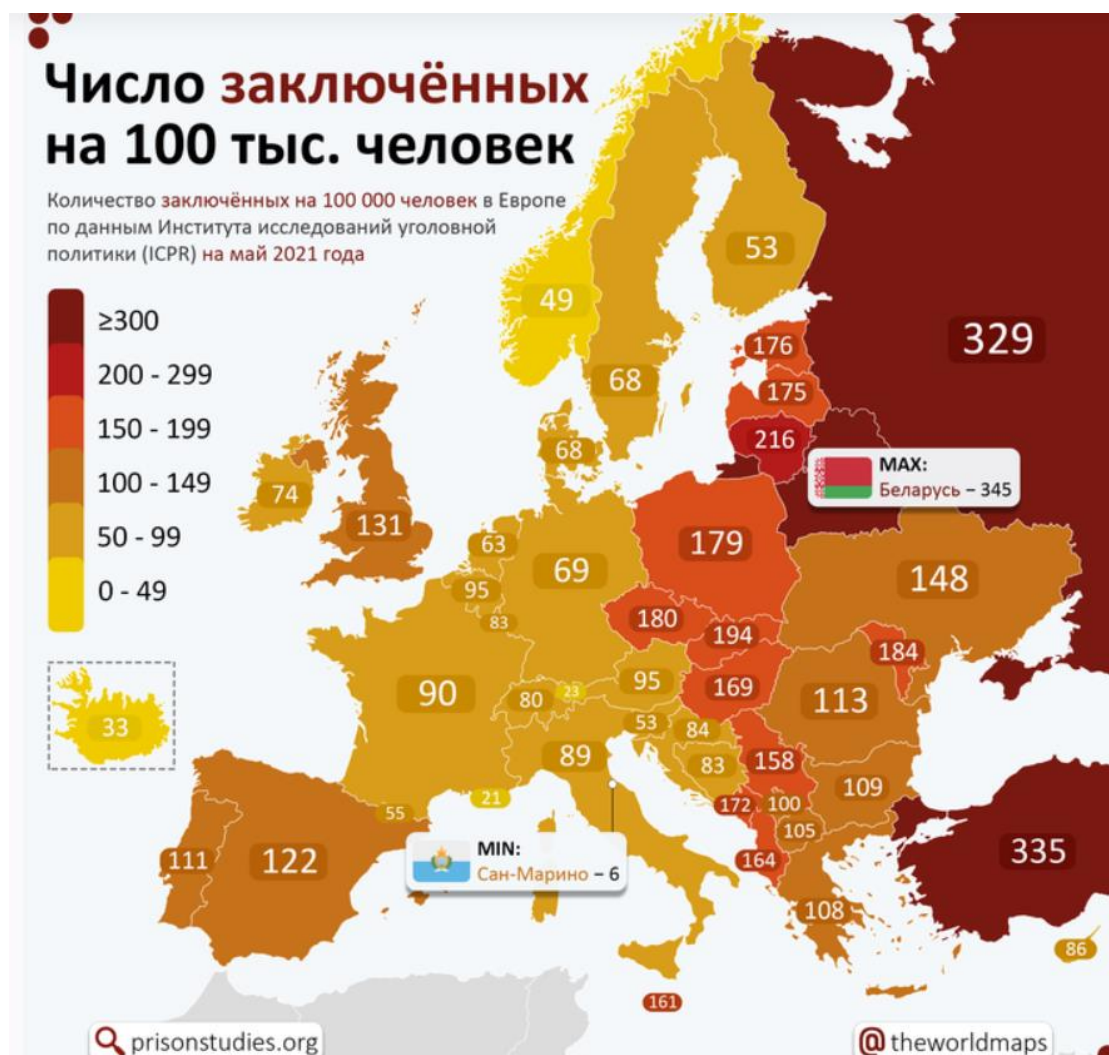 Число заключённых
на 100 тыс. человек
Количество заключённых на 100 000 человек в Европе
по данным Института исследований уголовной
политики (ICPR) на май 2021 года
≥300
200 - 299
150 - 199
100 - 149
50 - 99
0 - 49
53
49
329
176
68
175
216
68
MAX:
Беларусь – 345
74
131
179
63
69
95
148
83
180
194
184
95
169
90
80
23
113
33
53
84
89
83
158
109
21
172
100
55
105
MIN:
Сан-Марино – 6
335
111
122
164
108
86
161
prisonstudies.org
@ theworldmaps